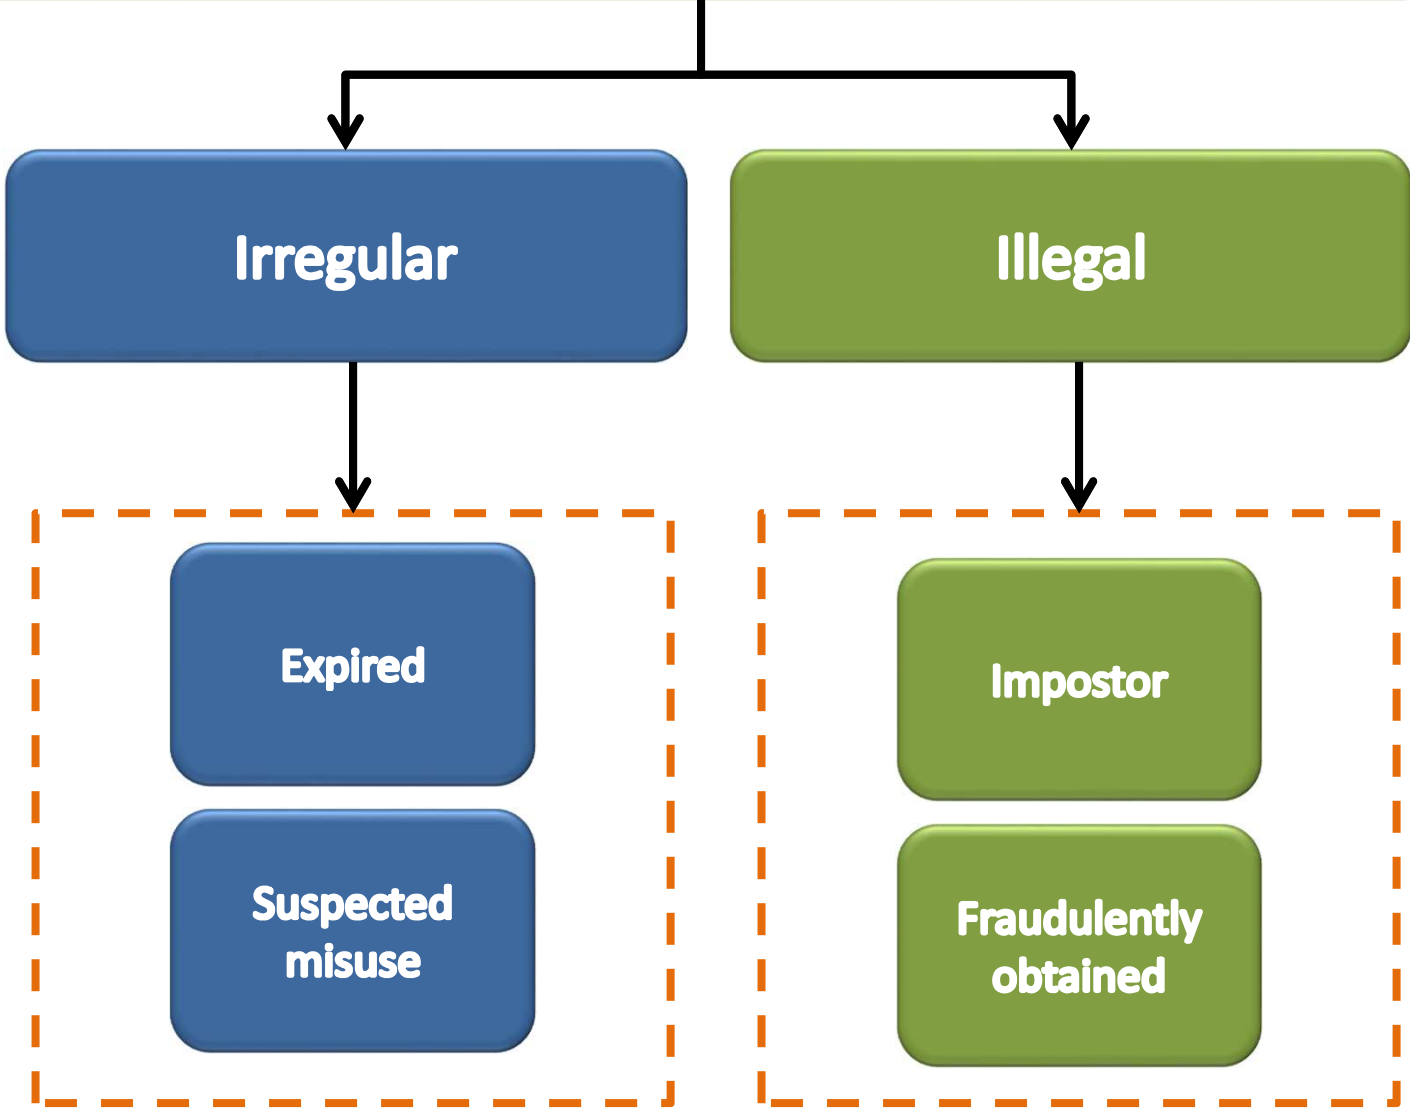 Irregular
Illegal
Expired
Suspected
misuse
Impostor
Fraudulently
obtained